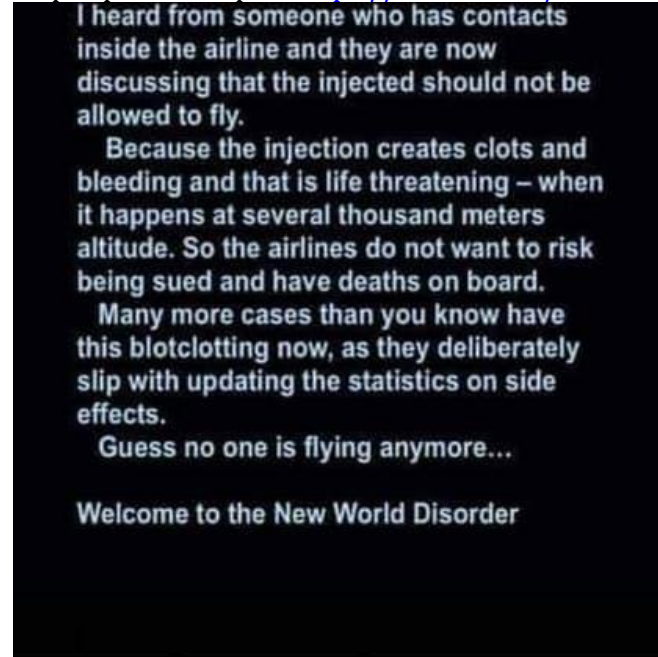 I heard from someone who has contacts
inside the airline and they are now
discussing that the injected should not be
allowed to fly.
Because the injection creates clots and
bleeding and that is life threatening – when
it happens at several thousand meters
altitude. So the airlines do not want to risk
being sued and have deaths on board.
Many more cases than you know have
this blotclotting now, as they deliberately
slip with updating the statistics on side
effects.
Guess no one is flying anymore...
Welcome to the New World Disorder